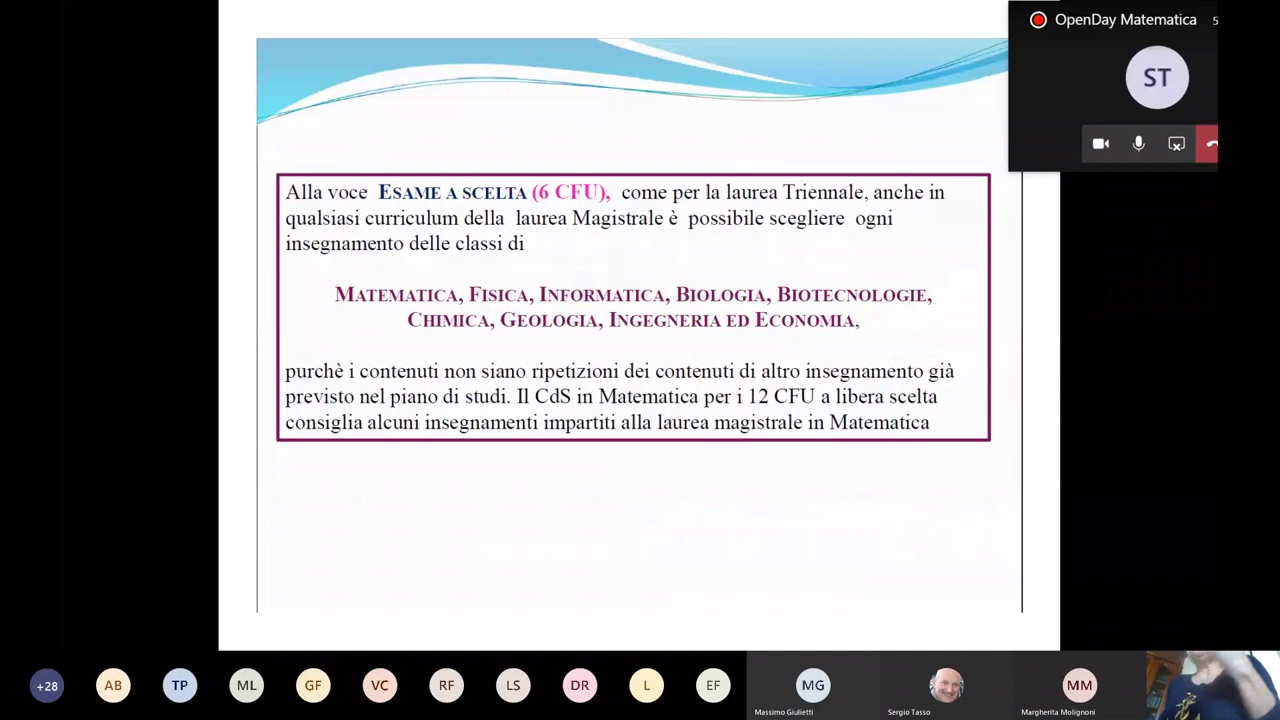 OpenDay Matematica
ST
Alla voce ESAME A SCELTA (6 CFU), come per la laurea Triennale, anche in
qualsiasi curriculum della laurea Magistrale è possibile scegliere ogni
insegnamento delle classi di
MATEMATICA, FISICA, INFORMATICA, BIOLOGIA, BIOTECNOLOGIE,
CHIMICA, GEOLOGIA, INGEGNERIA ED ECONOMIA,
purchè i contenuti non siano ripetizioni dei contenuti di altro insegnamento già
previsto nel piano di studi. Il CdS in Matematica per i 12 CFU a libera scelta
consiglia alcuni insegnamenti impartiti alla laurea magistrale in Matematica
+28 AB TP ML GF VC RF LS DR L EF MG MM
Massimo Giulietti Sergio Tasso Margherita Molignoni